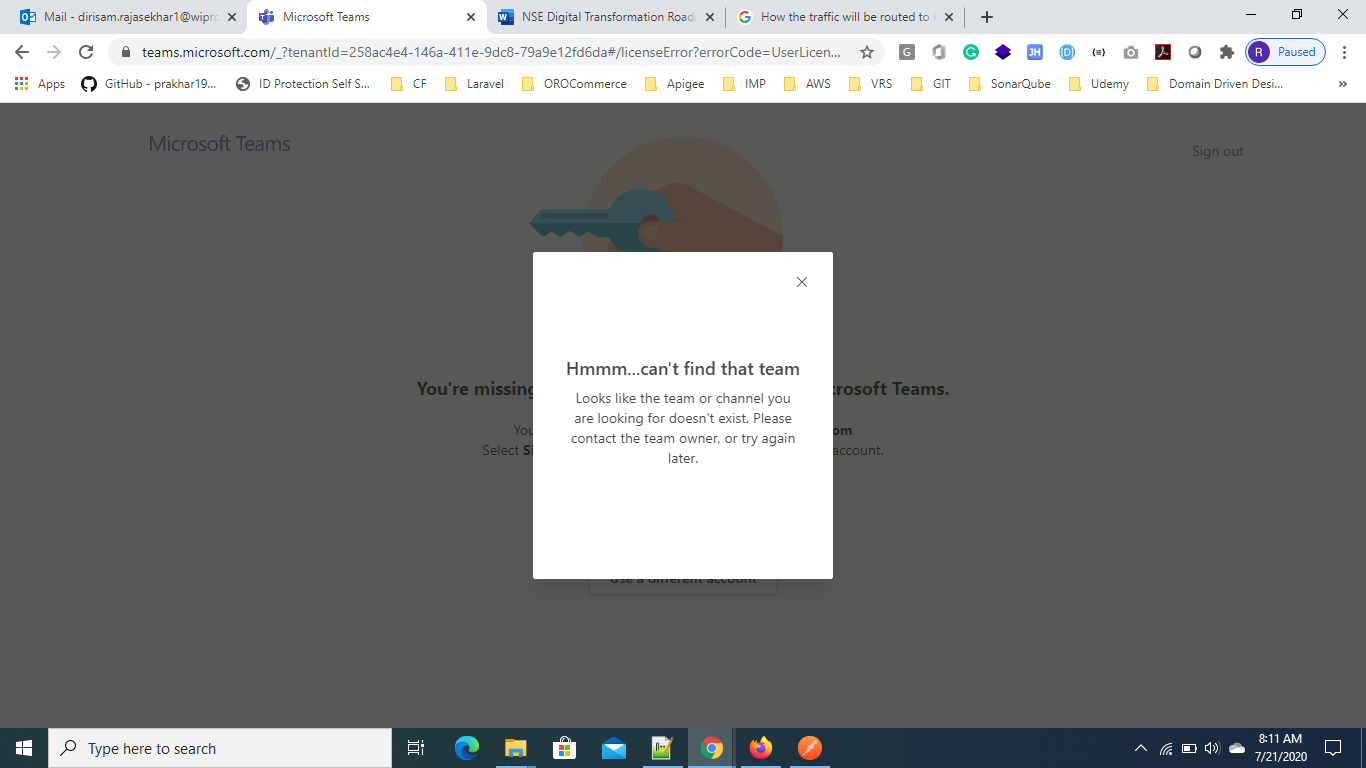 Mail - dirisam.rajasekhar1@wipro
Microsoft Teams
NSE Digital Transformation Road
How the traffic will be routed to
teams.microsoft.com/_?tenantId=258ac4e4-146a-411e-9dc8-79a9e12fd6da#/licenseError?errorCode=UserLicen...
G
JH
R Paused
Apps
GitHub - prakhar19...
ID Protection Self S...
CF
Laravel
OROCommerce
Apigee
IMP
AWS
VRS
GIT
SonarQube
Udemy
Domain Driven Desi...
Microsoft Teams
Sign out
Hmmm...can't find that team
You're missing
crosoft Teams.
Looks like the team or channel you
are looking for doesn't exist. Please
contact the team owner, or try again
later.
You
om
Select Si
account.
Use a different account
Type here to search
8:11 AM
7/21/2020